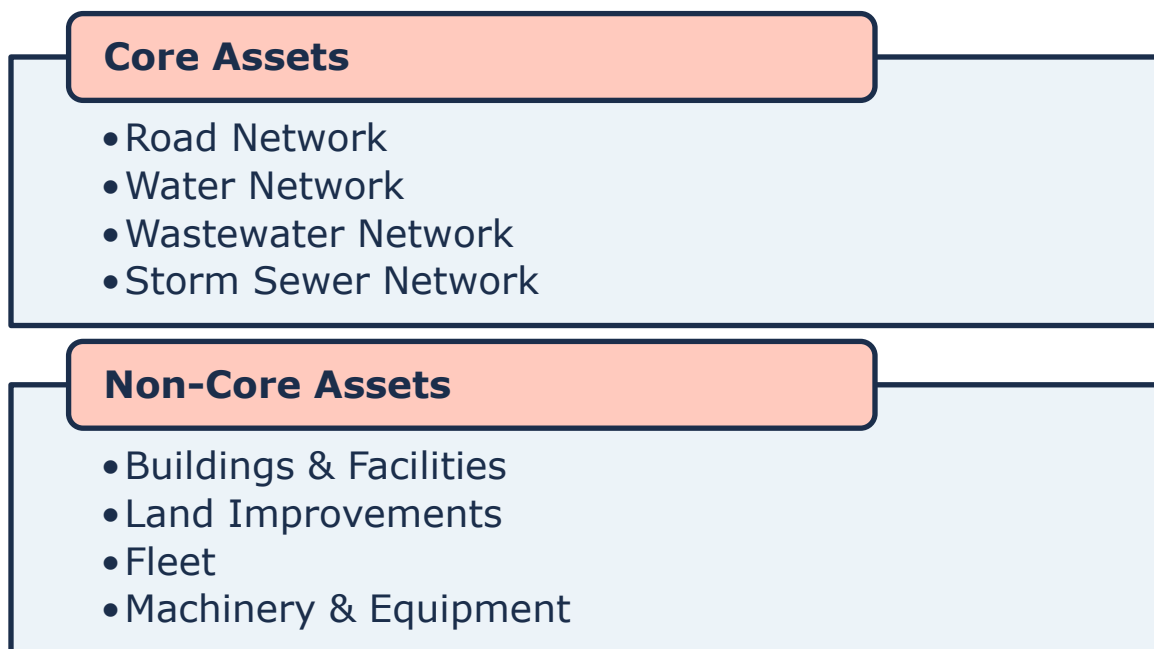 Core Assets
•Road Network
•Water Network
•Wastewater Network
•Storm Sewer Network
Non-Core Assets
•Buildings & Facilities
•Land Improvements
•Fleet
•Machinery & Equipment